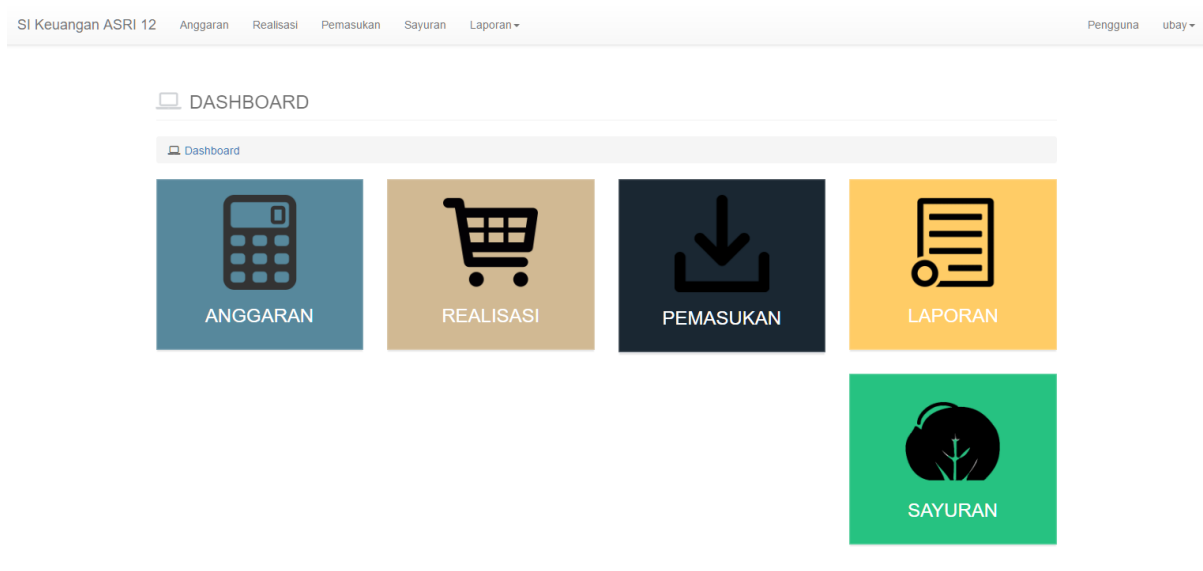 SI Keuangan ASRI 12 Anggaran Realisasi Pemasukan Sayuran Laporan Pengguna ubay
DASHBOARD
Dashboard
ANGGARAN REALISASI PEMASUKAN LAPORAN
SAYURAN